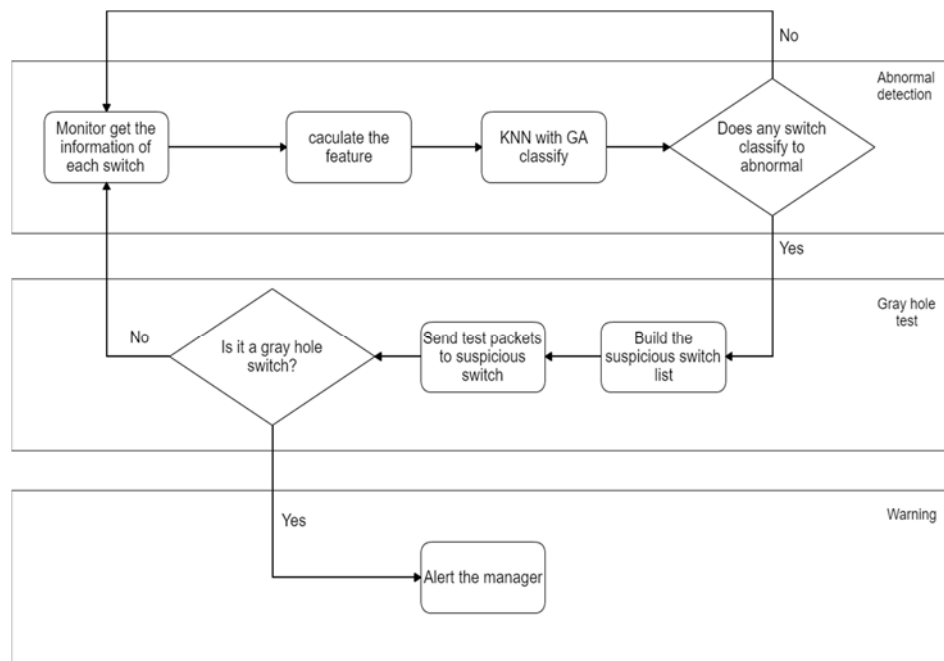 No
Abnormal
detection
Monitor get the
information of
each switch
caculate the
feature
KNN with GA
classify
Does any switch
classify to
abnormal
Yes
Gray hole
test
No
Is it a gray hole
switch?
Send test packets
to suspicious
switch
Build the
suspicious switch
list
Warning
Yes
Alert the manager